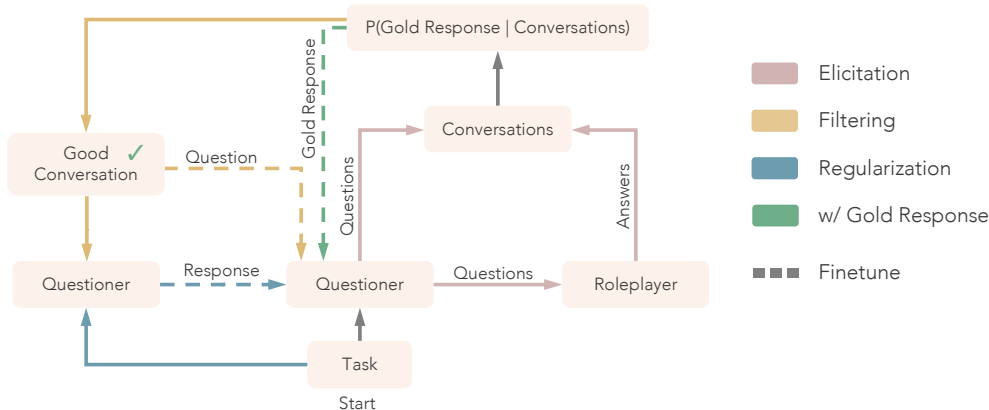 P(Gold Response | Conversations)
Gold Response
Conversations
Good
Conversation
✓
Question
Questions
Answers
Questioner
Response
Questioner
Questions
Roleplayer
Task
Start
Elicitation
Filtering
Regularization
w/ Gold Response
Finetune